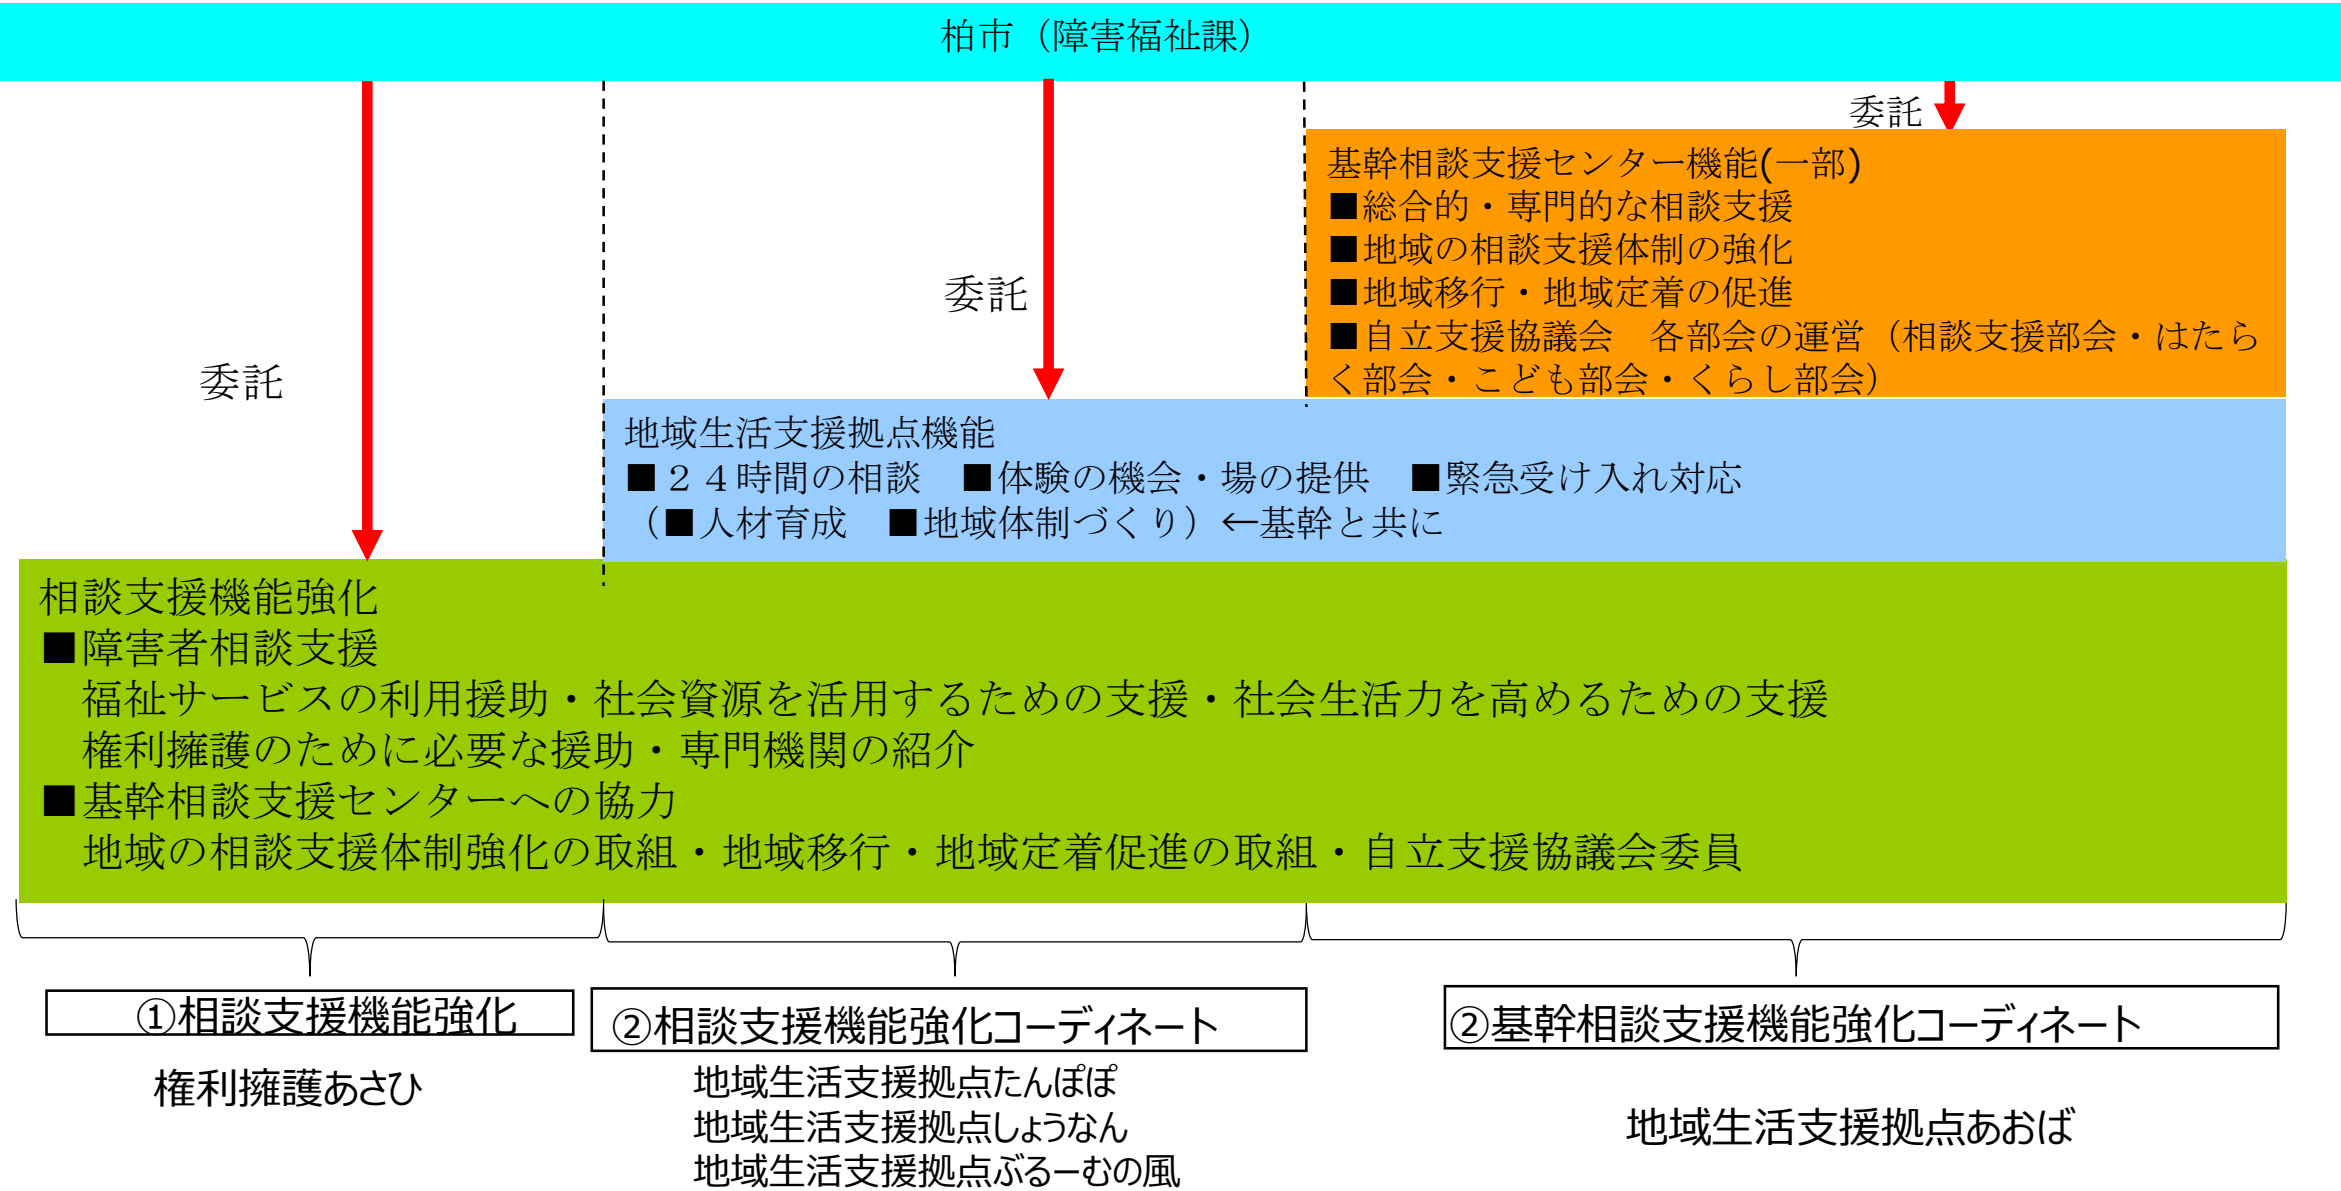 柏市（障害福祉課）
委託
基幹相談支援センター機能(一部)
■総合的・専門的な相談支援
■地域の相談支援体制の強化
■地域移行・地域定着の促進
■自立支援協議会　各部会の運営（相談支援部会・はたら
く部会・こども部会・くらし部会）
委託
委託
地域生活支援拠点機能
■２４時間の相談　■体験の機会・場の提供　■緊急受け入れ対応
（■人材育成　■地域体制づくり）←基幹と共に
相談支援機能強化
■障害者相談支援
福祉サービスの利用援助・社会資源を活用するための支援・社会生活力を高めるための支援
権利擁護のために必要な援助・専門機関の紹介
■基幹相談支援センターへの協力
地域の相談支援体制強化の取組・地域移行・地域定着促進の取組・自立支援協議会委員
①相談支援機能強化
権利擁護あさひ
②相談支援機能強化コーディネート
地域生活支援拠点たんぽぽ
地域生活支援拠点しょうなん
地域生活支援拠点ぶるーむの風
②基幹相談支援機能強化コーディネート
地域生活支援拠点あおば